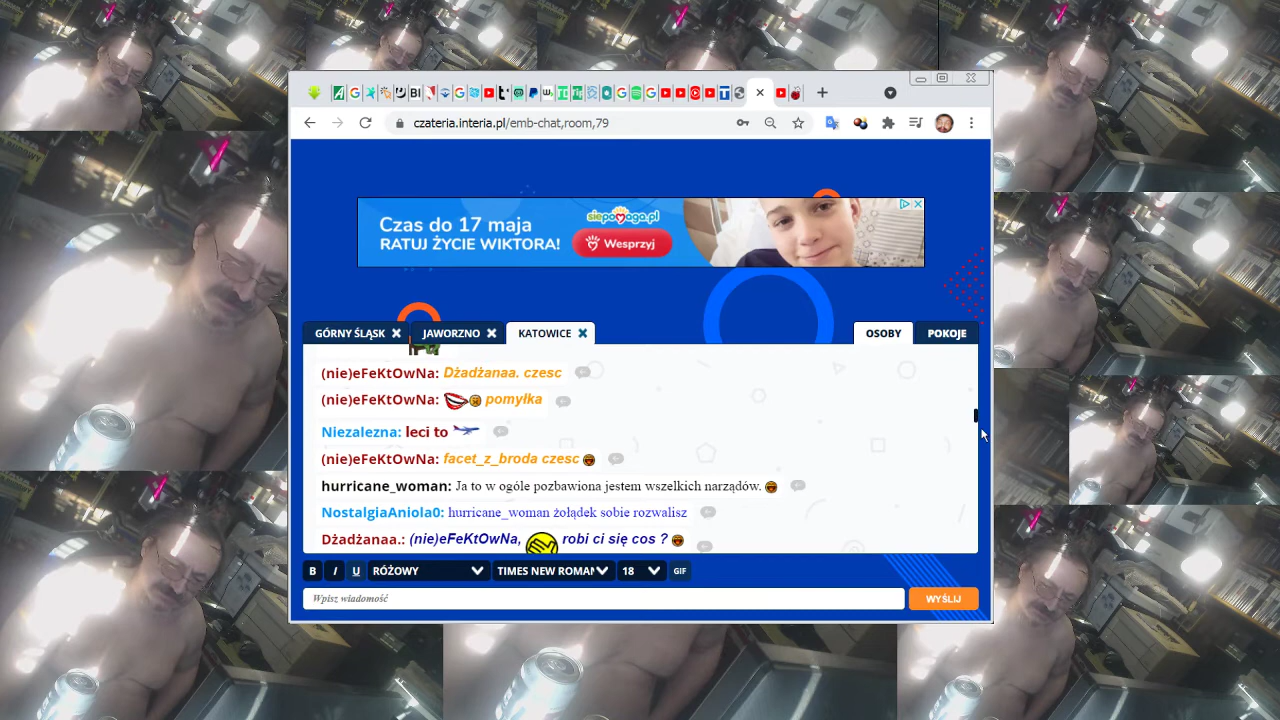 czateria.interia.pl/emb-chat,room,79
Czas do 17 maja
RATUJ ŻYCIE WIKTORA!
siepomaga.pl
Wesprzyj
GÓRNY ŚLĄSK
JAWORZNO
KATOWICE
OSOBY
POKOJE
(nie)eFeKtOwNa: Dżadżanaa. czesc
(nie)eFeKtOwNa: pomyłka
Niezalezna: leci to
(nie)eFeKtOwNa: facet_z_broda czesc
hurricane_woman: Ja to w ogóle pozbawiona jestem wszelkich narządów.
NostalgiaAniola0: hurricane_woman żołądek sobie rozwalisz
Dżadżanaa.: (nie)eFeKtOwNa, robi ci się cos ?
B I U RÓŻOWY TIMES NEW ROMAN 18 GIF
Wpisz wiadomość
WYŚLIJ